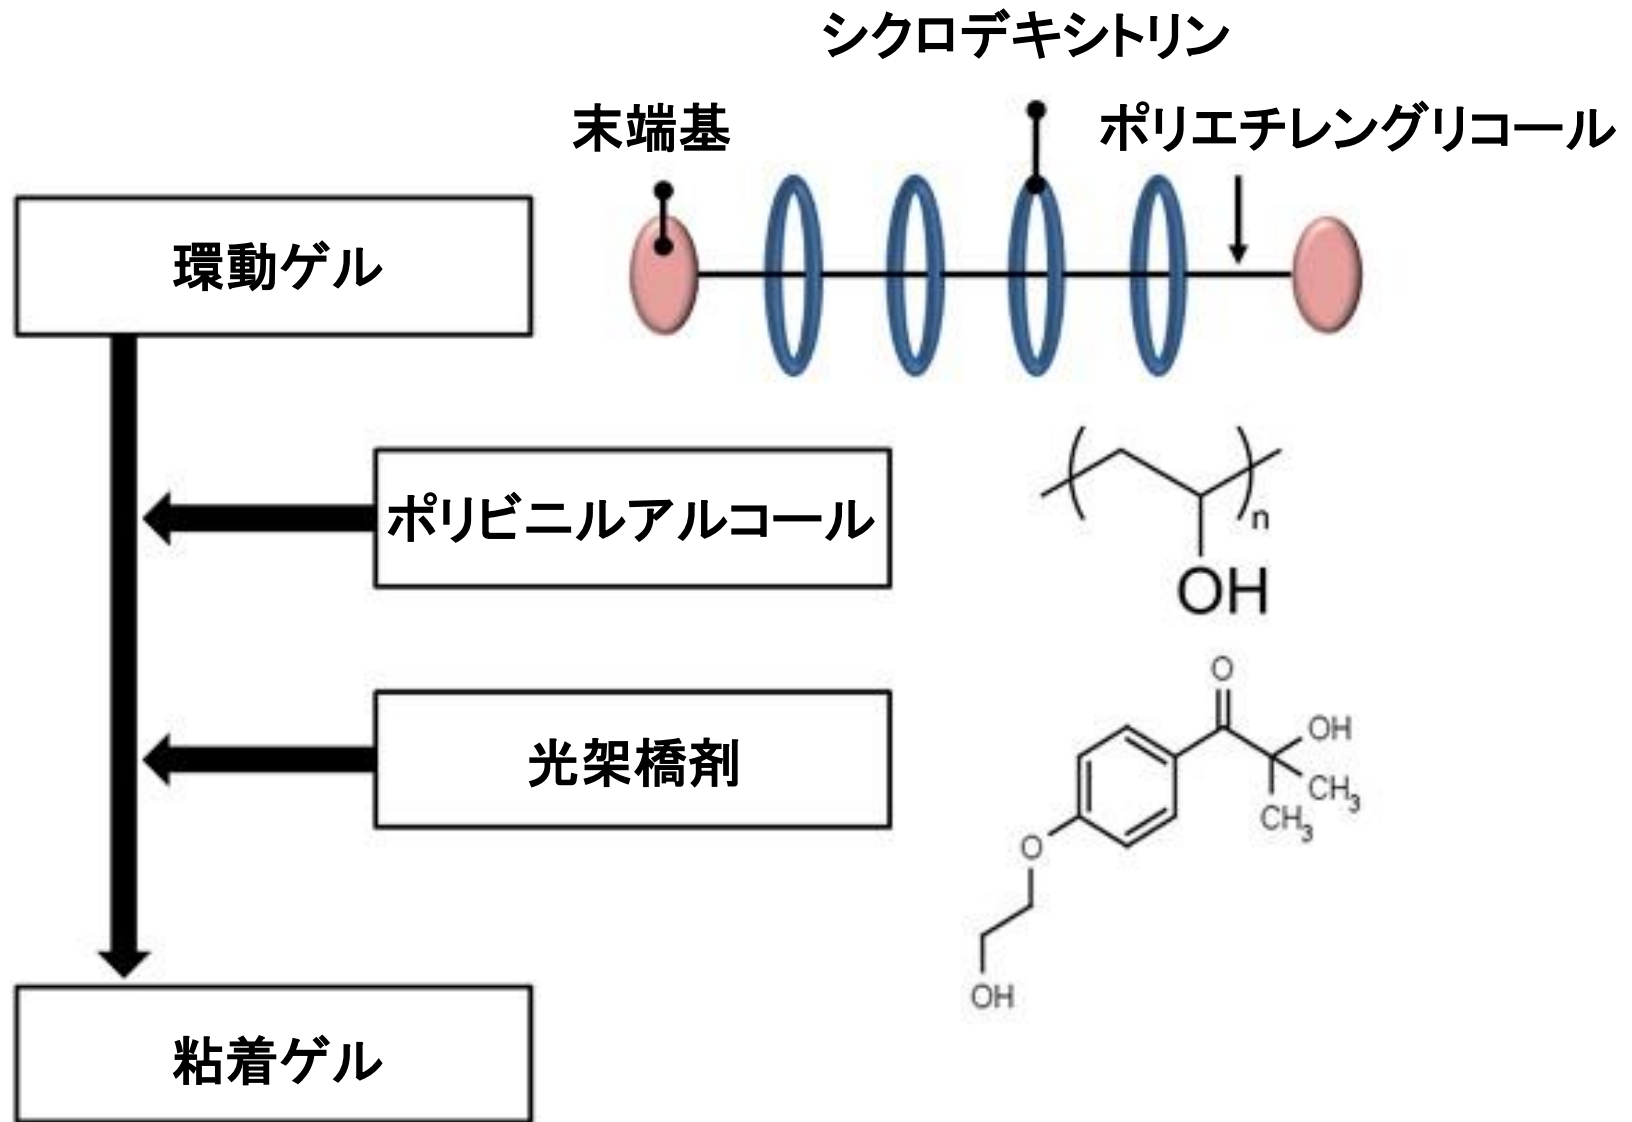 シクロデキシトリン
末端基
ポリエチレングリコール
環動ゲル
ポリビニルアルコール
n
OH
光架橋剤
O
OH
CH3
CH3
O
OH
粘着ゲル